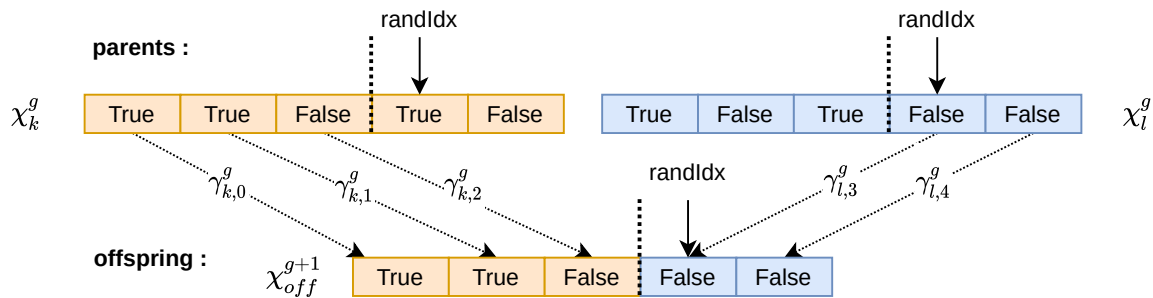 randIdx randIdx
parents :
χ_k^g True True False True False True False True False False χ_l^g
γ_{k,0}^g γ_{k,1}^g γ_{k,2}^g randIdx γ_{l,3}^g γ_{l,4}^g
offspring :
χ_{off}^{g+1} True True False False False